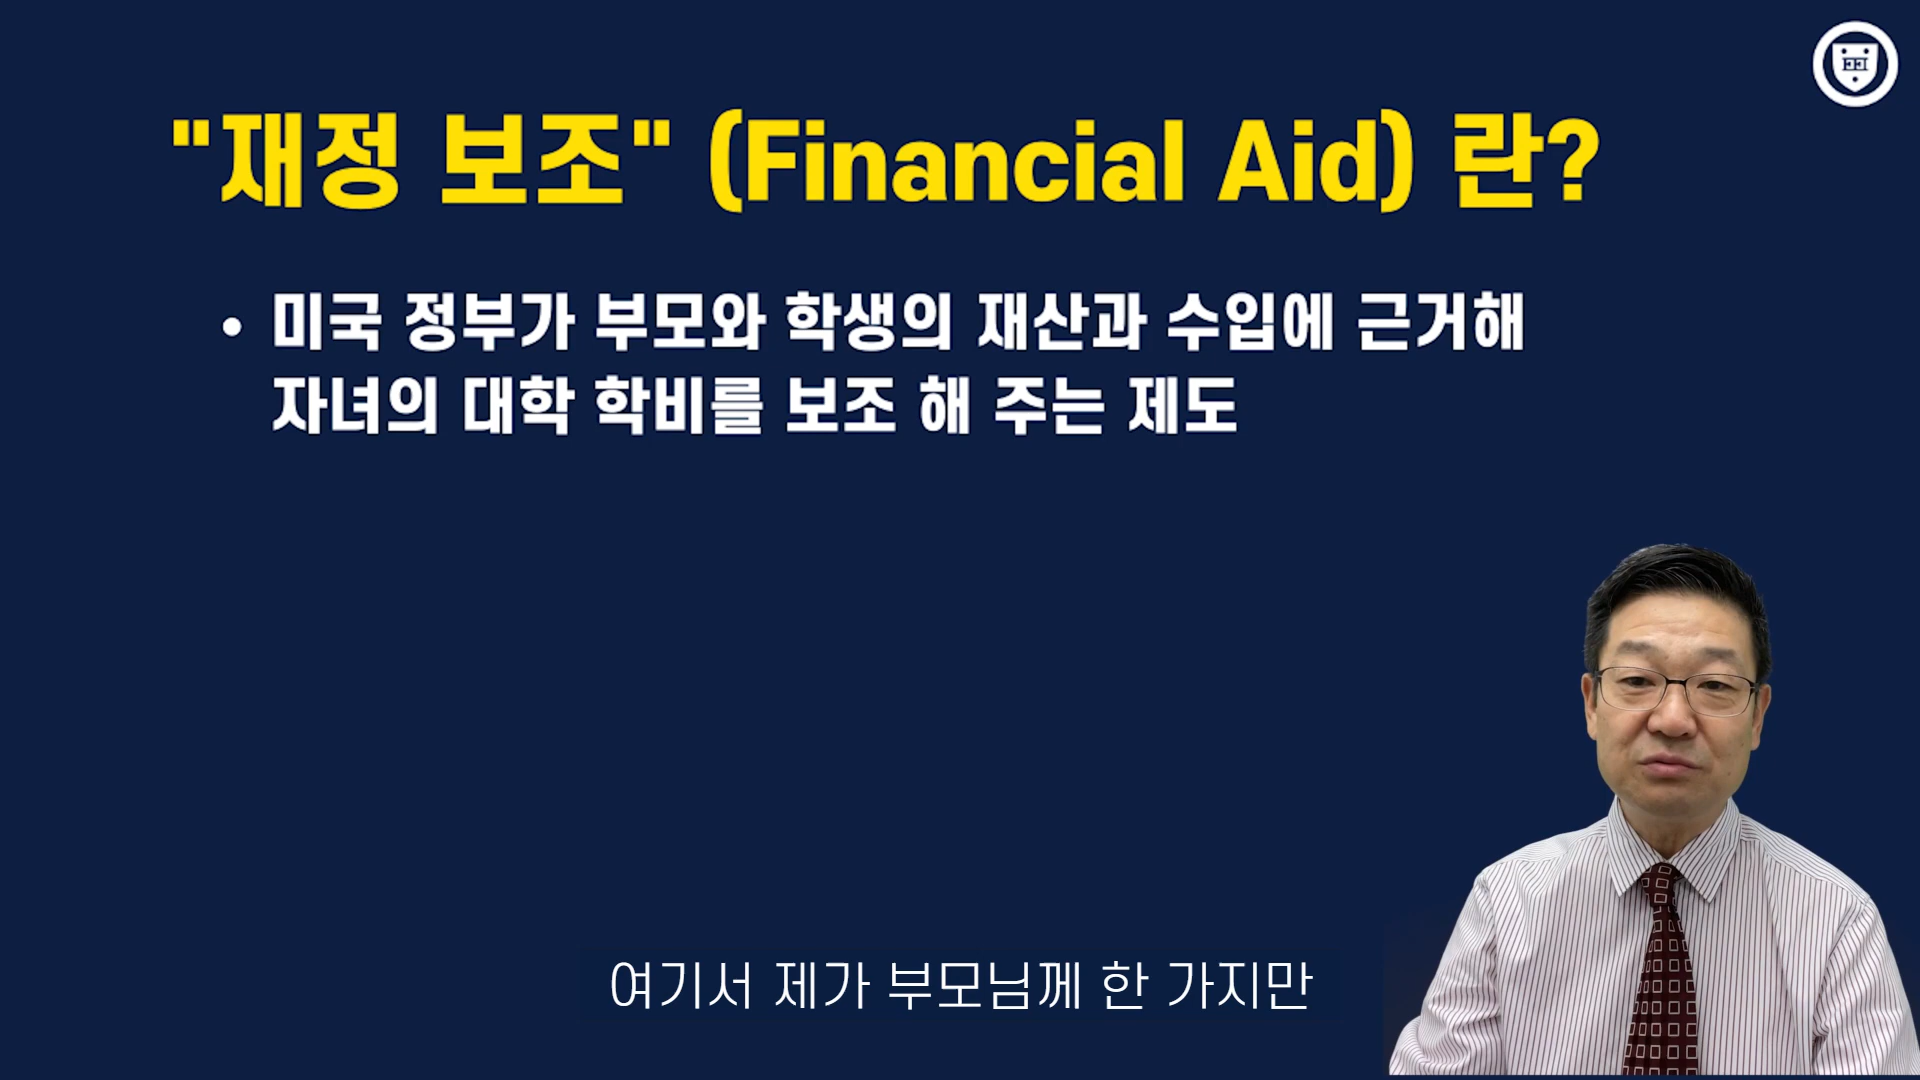 "재정 보조" (Financial Aid) 란?
• 미국 정부가 부모와 학생의 재산과 수입에 근거해
자녀의 대학 학비를 보조 해 주는 제도
여기서 제가 부모님께 한 가지만